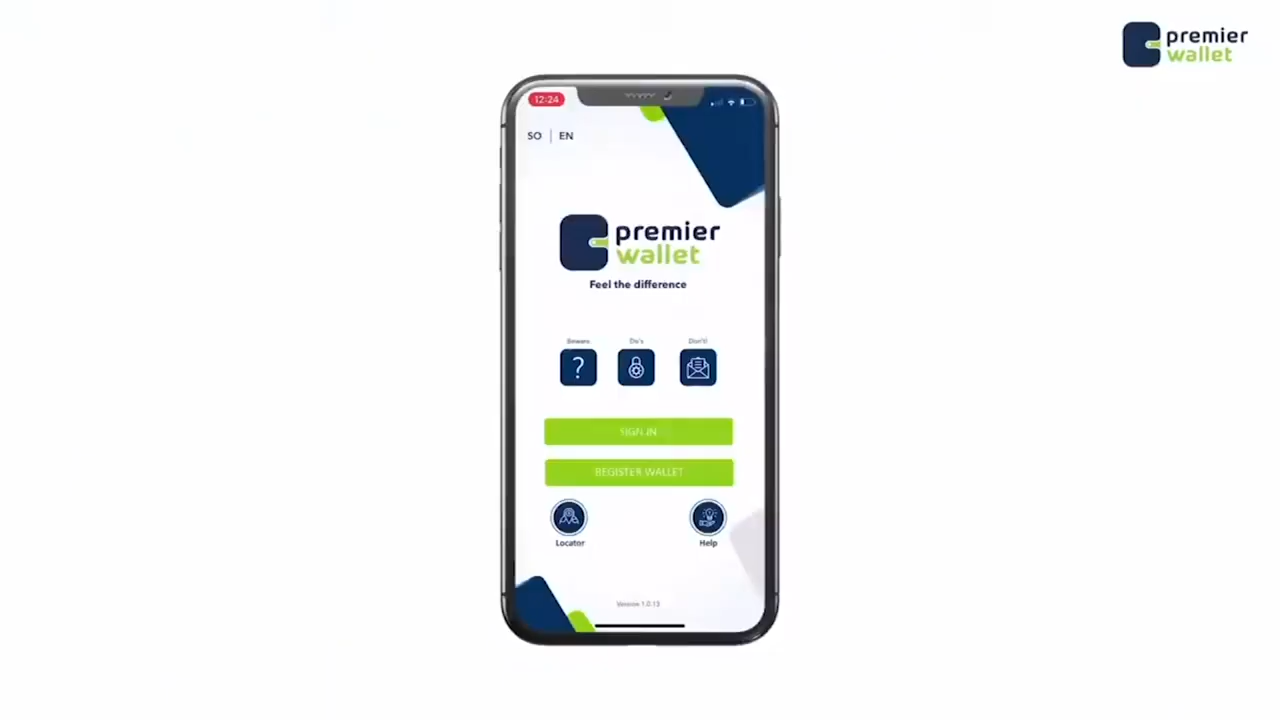 premier
wallet
12:24
SO | EN
premier
wallet
Feel the difference
Beware
Do's
Don't!
?
SIGN IN
REGISTER WALLET
Locator
Help
Version 1.0.13